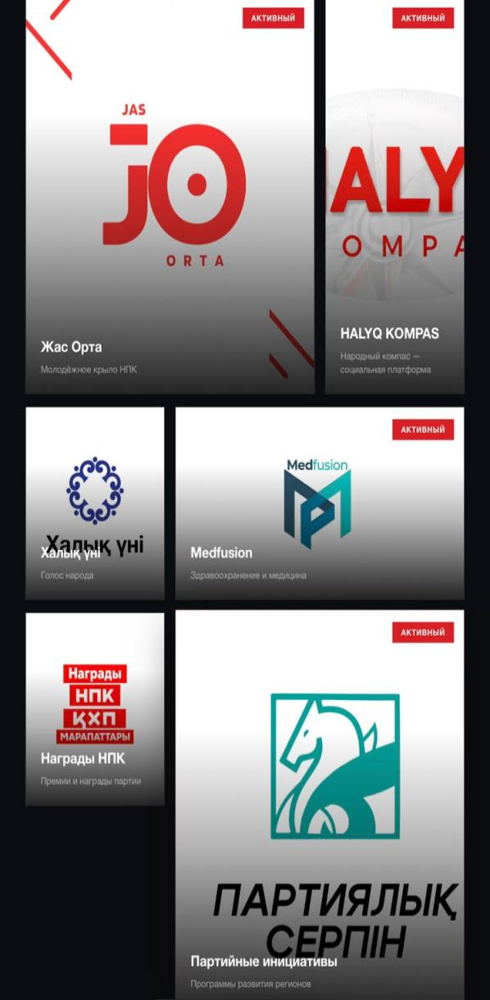 АКТИВНЫЙ
JAS
JO
ORTA
Жас Орта
Молодёжное крыло НПК
АКТИВНЫЙ
HALYQ KOMPAS
Народный компас —
социальная платформа
Халық үні
Халық үні
Голос народа
АКТИВНЫЙ
Medfusion
Medfusion
Здравоохранение и медицина
Награды
НПК
ҚХП
МАРАПАТТАРЫ
Награды НПК
Премии и награды партии
АКТИВНЫЙ
ПАРТИЯЛЫҚ
СЕРПІН
Партийные инициативы
Программы развития регионов